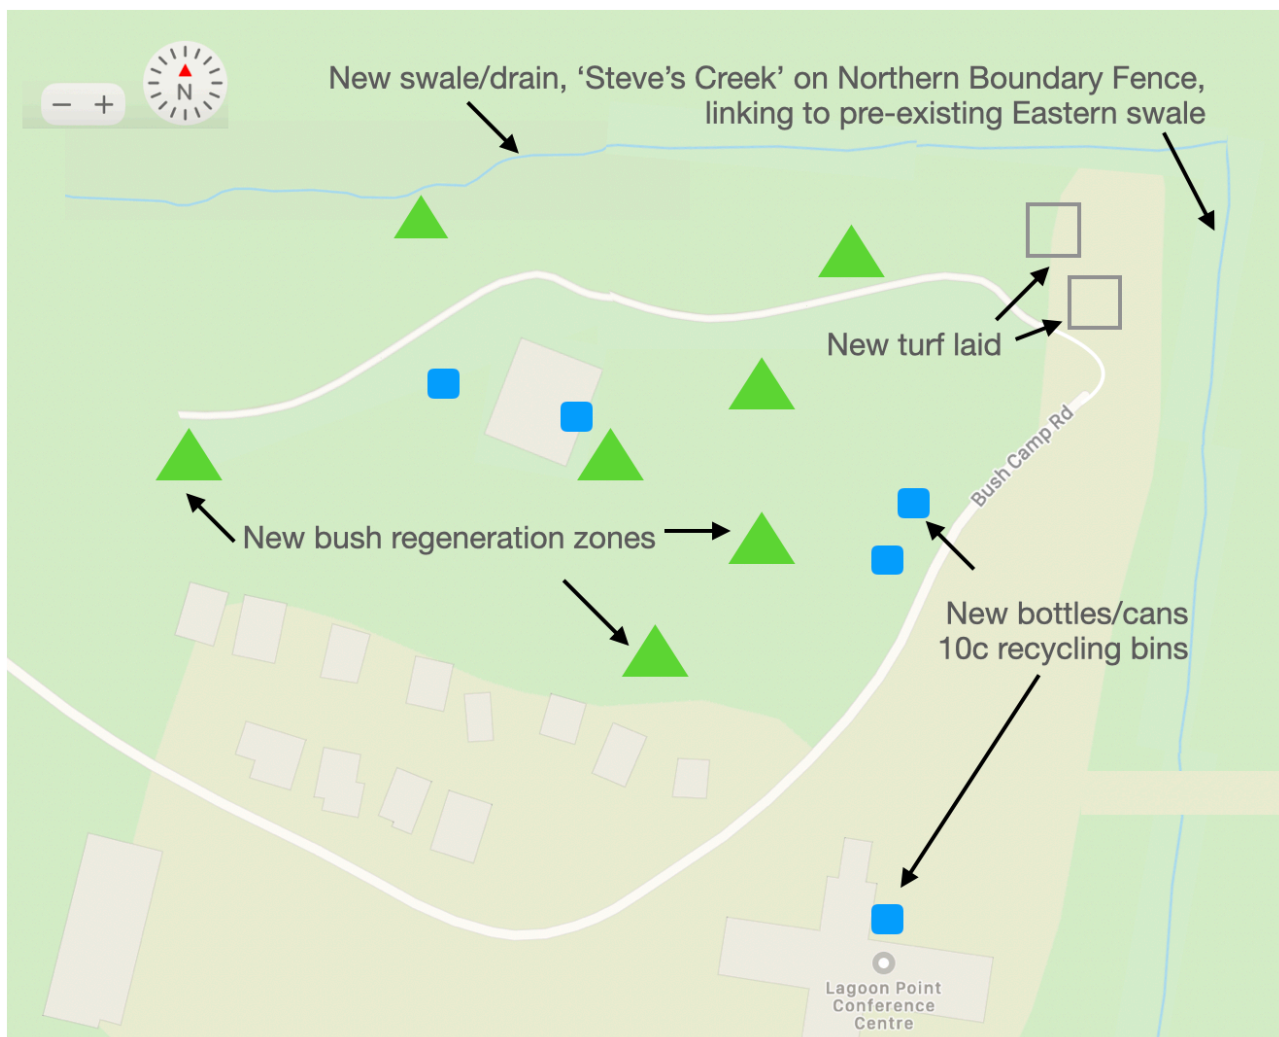 N
− +
New swale/drain, ‘Steve’s Creek’ on Northern Boundary Fence,
linking to pre-existing Eastern swale
New turf laid
Bush Camp Rd
New bush regeneration zones
New bottles/cans
10c recycling bins
Lagoon Point
Conference
Centre